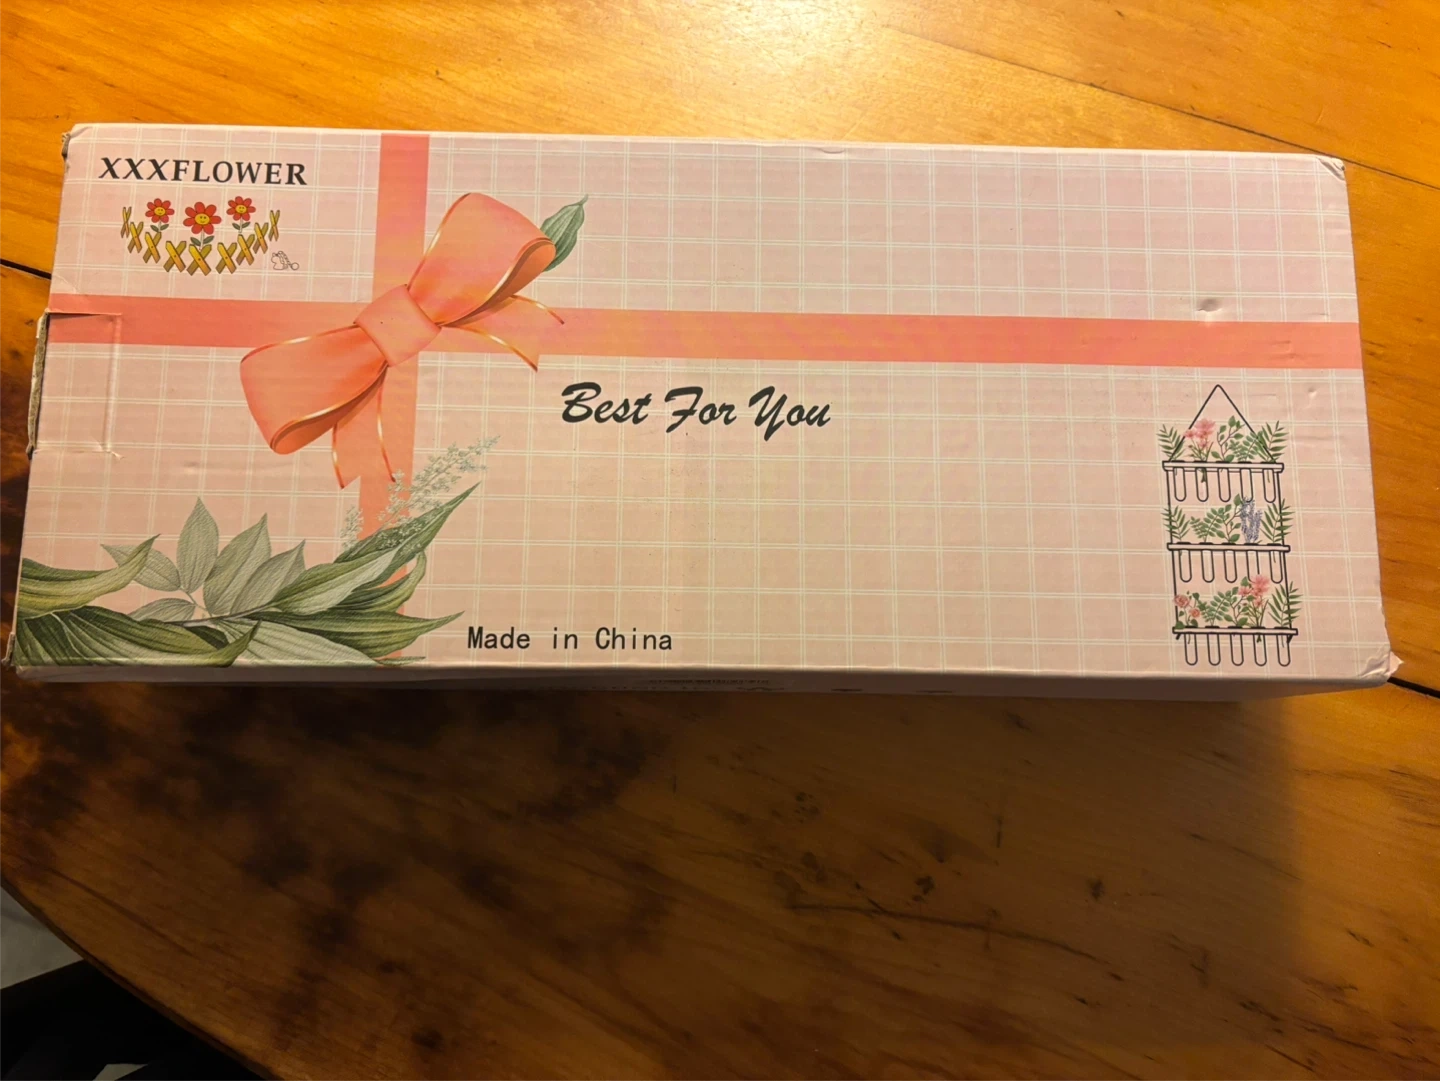 XXXFLOWER
Best For You
Made in China